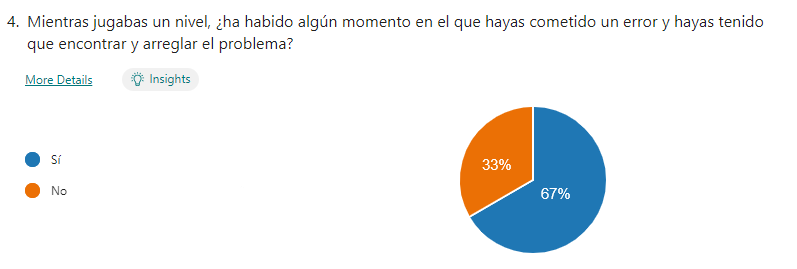 4. Mientras jugabas un nivel, ¿ha habido algún momento en el que hayas cometido un error y hayas tenido
que encontrar y arreglar el problema?
More Details
Insights
Sí
No
33%
67%